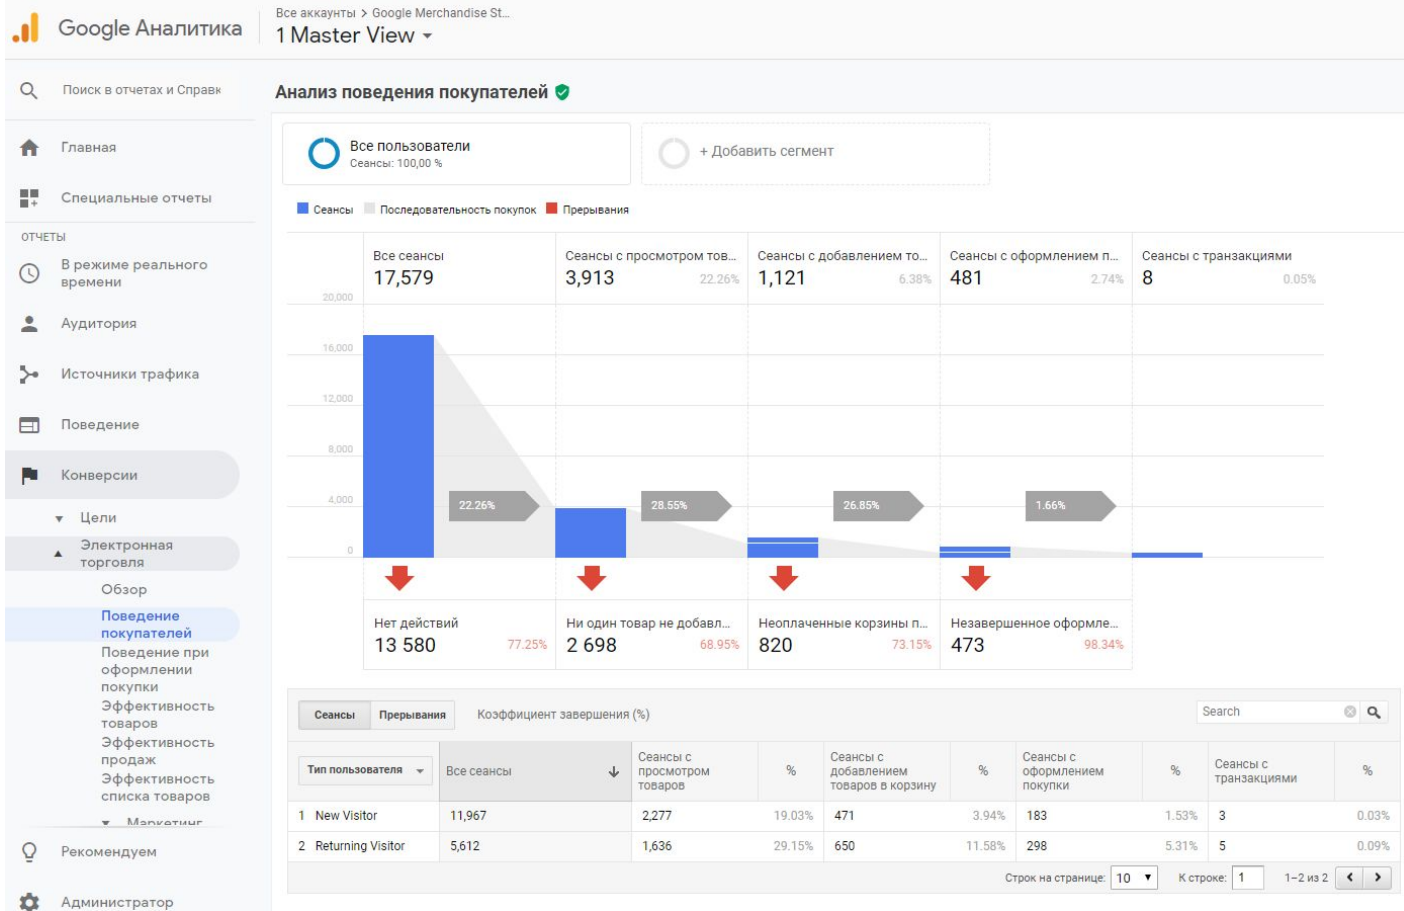 Google Аналитика
Все аккаунты > Google Merchandise St...
1 Master View
Поиск в отчетах и Справк
Главная
Специальные отчеты
ОТЧЕТЫ
В режиме реального
времени
Аудитория
Источники трафика
Поведение
Конверсии
Цели
Электронная
торговля
Обзор
Поведение
покупателей
Поведение при
оформлении
покупки
Эффективность
товаров
Эффективность
продаж
Эффективность
списка товаров
Маркетинг
Рекомендуем
Администратор
Анализ поведения покупателей
Все пользователи
Сеансы: 100,00 %
+ Добавить сегмент
Сеансы Последовательность покупок Прерывания
Все сеансы Сеансы с просмотром тов... Сеансы с добавлением то... Сеансы с оформлением п... Сеансы с транзакциями
17,579 3,913 22.26% 1,121 6.38% 481 2.74% 8 0.05%
20,000
16,000
12,000
8,000
4,000
22.26% 28.55% 26.85% 1.66%
0
Нет действий Ни один товар не добавл... Неоплаченные корзины п... Незавершенное оформле...
13 580 77.25% 2 698 68.95% 820 73.15% 473 98.34%
Сеансы Прерывания Коэффициент завершения (%) Search
Тип пользователя Все сеансы Сеансы с просмотром товаров % Сеансы с добавлением товаров в корзину % Сеансы с оформлением покупки % Сеансы с транзакциями %
1 New Visitor 11,967 2,277 19.03% 471 3.94% 183 1.53% 3 0.03%
2 Returning Visitor 5,612 1,636 29.15% 650 11.58% 298 5.31% 5 0.09%
Строк на странице: 10 К строке: 1 1–2 из 2